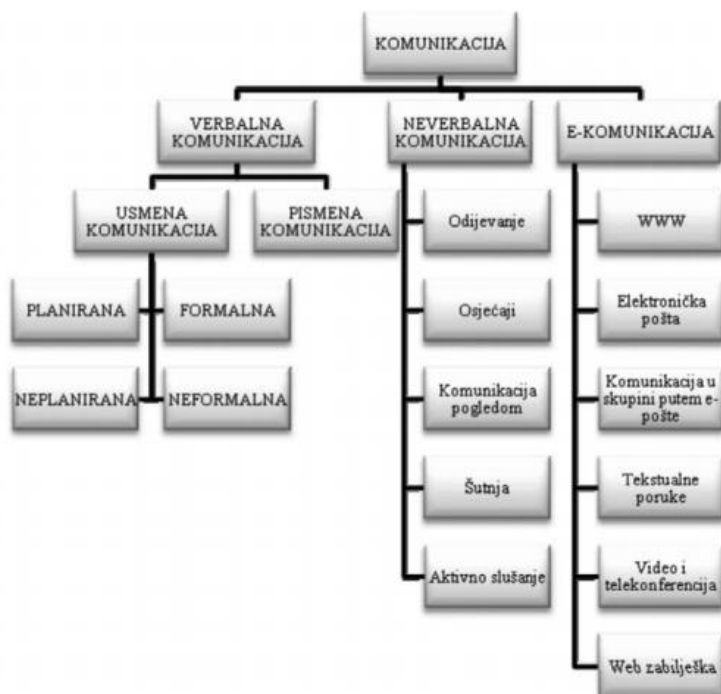 KOMUNIKACIJA
VERBALNA
KOMUNIKACIJA
NEVERBALNA
KOMUNIKACIJA
E-KOMUNIKACIJA
USMENA
KOMUNIKACIJA
PISMENA
KOMUNIKACIJA
PLANIRANA
FORMALNA
NEPLANIRANA
NEFORMALNA
Odijevanje
Osjećaji
Komunikacija
pogledom
Šutnja
Aktivno slušanje
WWW
Elektronička
pošta
Komunikacija u
skupini putem e-
pošte
Tekstualne
poruke
Video i
telekonferencija
Web zabilješka